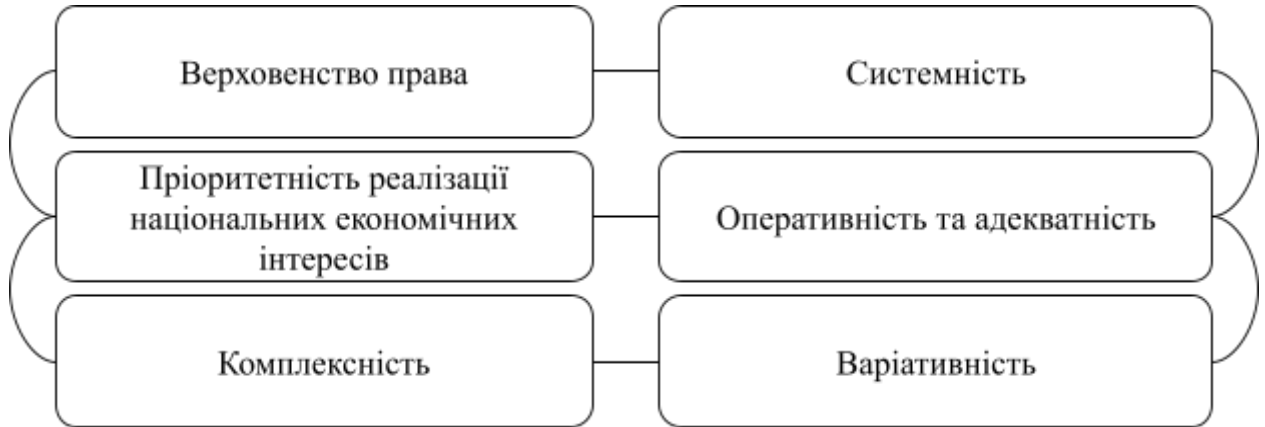 Верховенство права
Системність
Пріоритетність реалізації
національних економічних
інтересів
Оперативність та адекватність
Комплексність
Варіативність